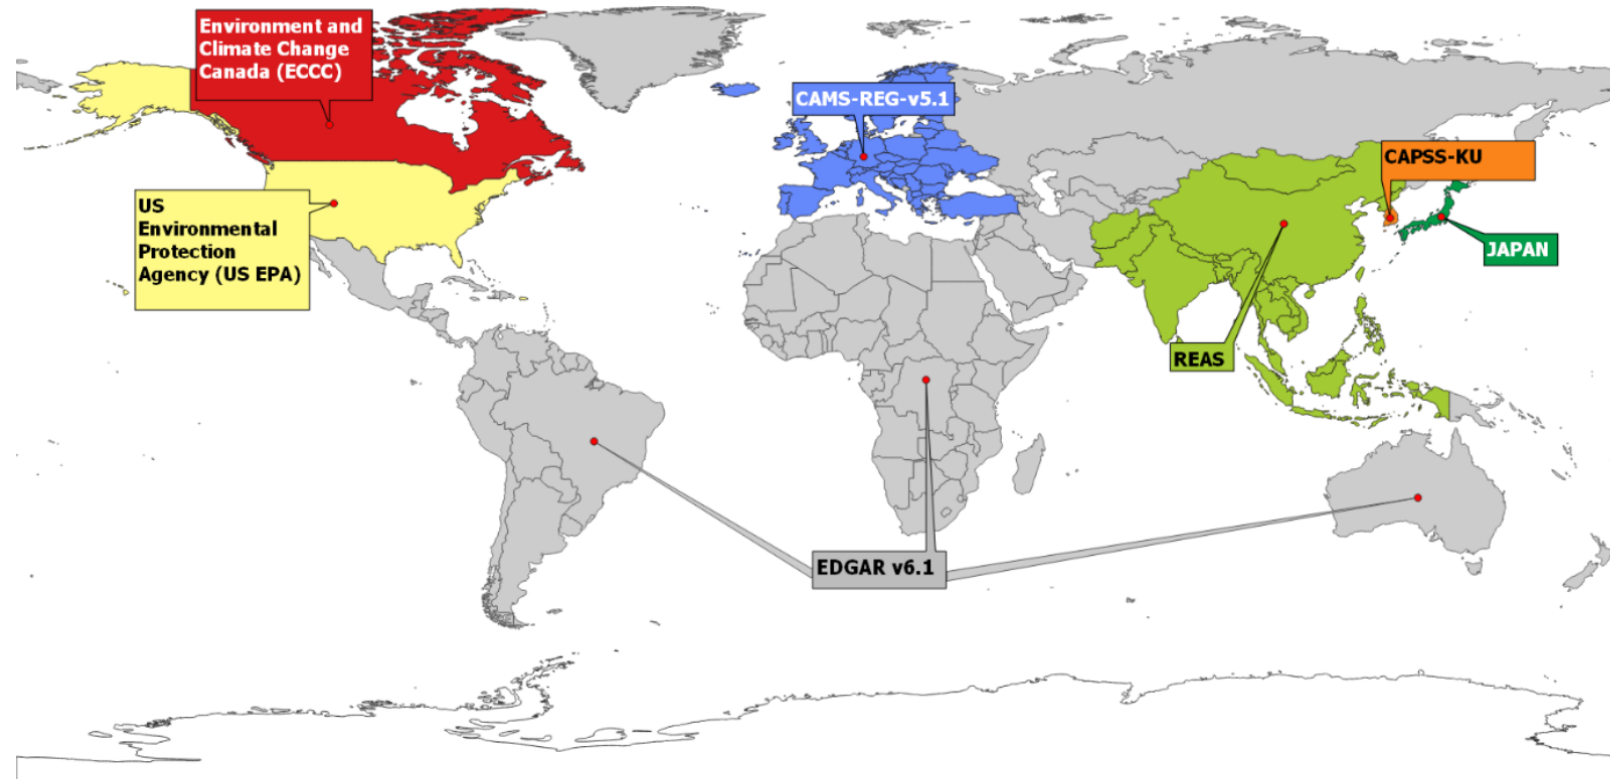 Environment and
Climate Change
Canada (ECCC)
CAMS-REG-v5.1
CAPSS-KU
US
Environmental
Protection
Agency (US EPA)
JAPAN
REAS
EDGAR v6.1